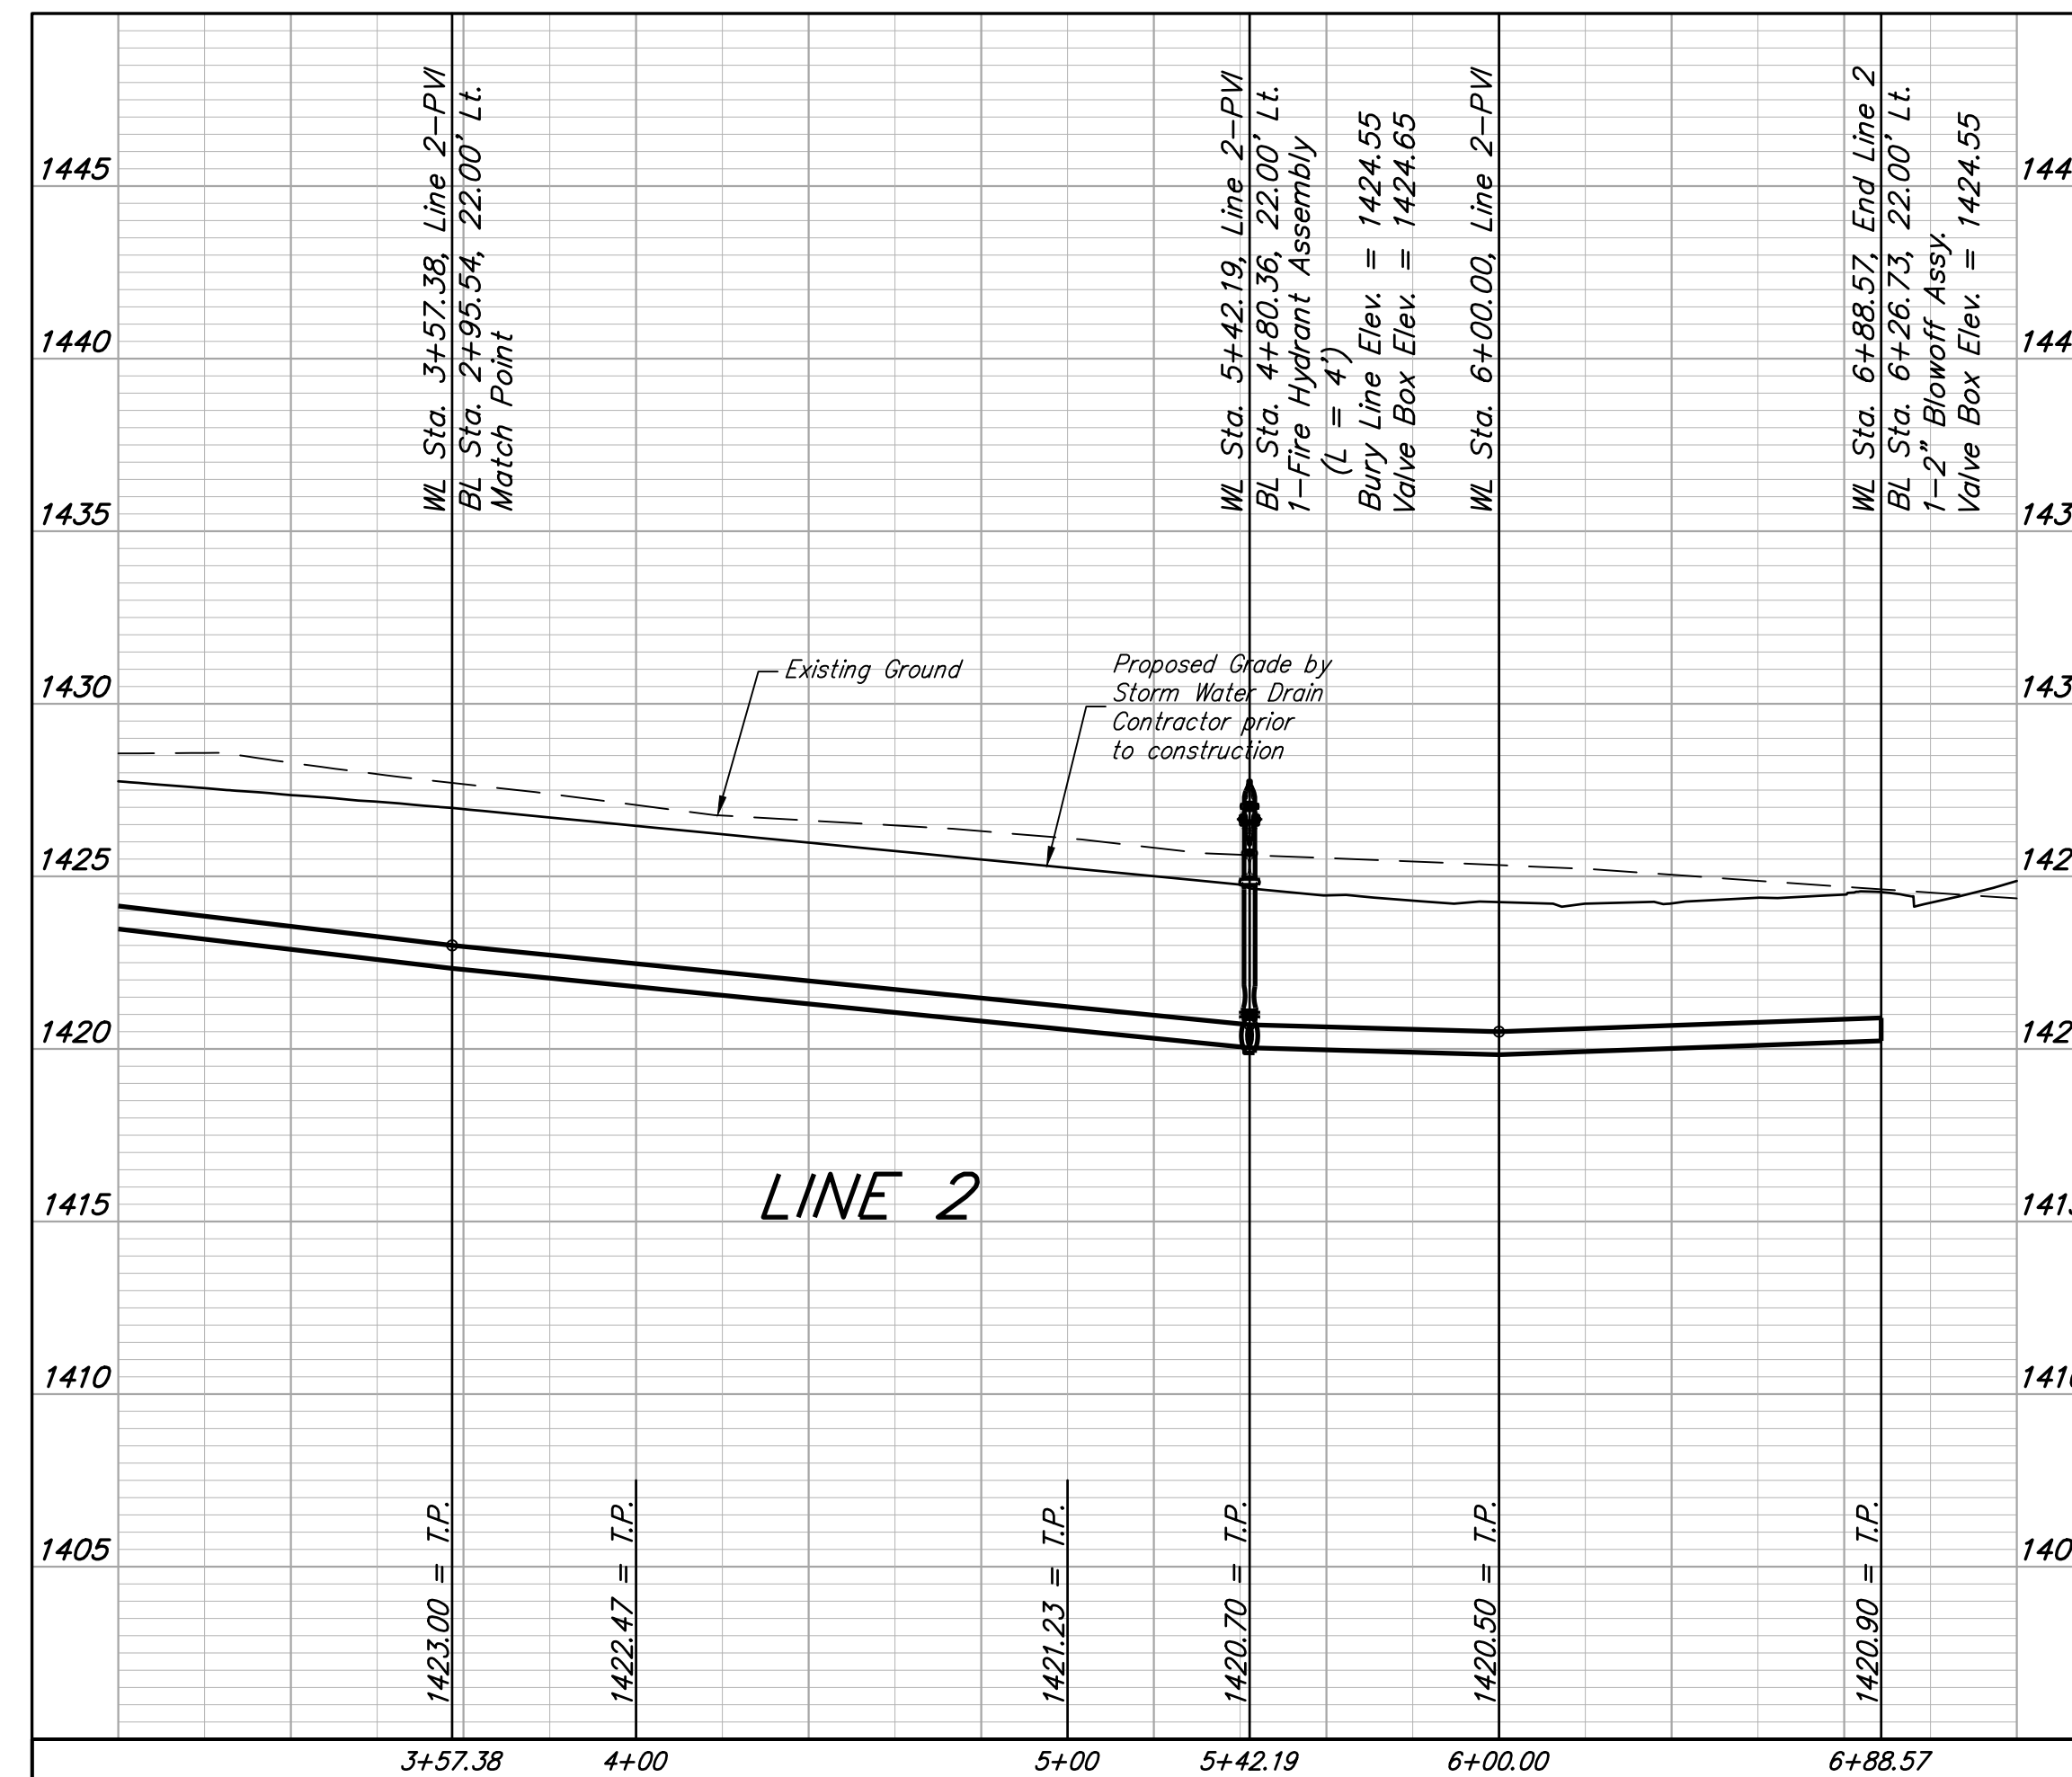 WL Sta. 3+57.38, Line 2-PVI
BL Sta. 2+95.54, 22.00' Lt.
Match Point
WL Sta. 5+42.19, Line 2-PVI
BL Sta. 4+80.36, 22.00' Lt.
1-Fire Hydrant Assembly
(L = 4')
Bury Line Elev. = 1424.55
Valve Box Elev. = 1424.65
WL Sta. 6+00.00, Line 2-PVI
WL Sta. 6+88.57, End Line 2
BL Sta. 6+26.73, 22.00' Lt.
1-2" Blowoff Assy.
Valve Box Elev. = 1424.55
1445
1440
1435
1430
1425
1420
1415
1410
1405
Existing Ground
Proposed Grade by
Storm Water Drain
Contractor prior
to construction
LINE 2
1423.00 = T.P.
1422.47 = T.P.
1421.23 = T.P.
1420.70 = T.P.
1420.50 = T.P.
1420.90 = T.P.
3+57.38
4+00
5+00
5+42.19
6+00.00
6+88.57